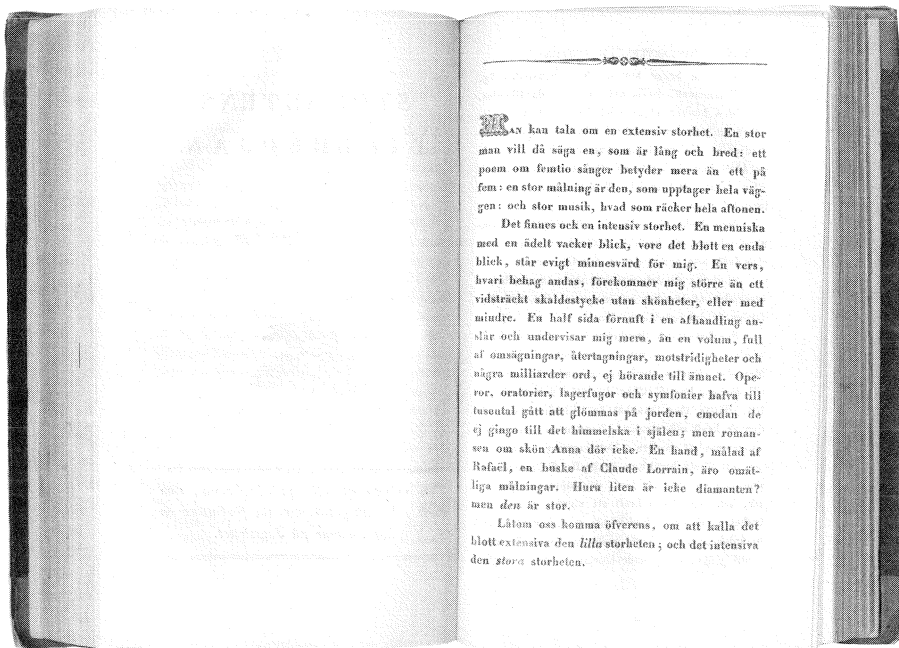 MAN kan tala om en extensiv storhet. En stor
man vill då säga en, som är lång och bred: ett
poem om femtio sånger betyder mera än ett på
fem: en stor målning är den, som upptager hela väg-
gen: och stor musik, hvad som räcker hela aftonen.
Det finnes ock en intensiv storhet. En menniska
med en ädelt vacker blick, vore det blott en enda
blick, står evigt minnesvärd för mig. En vers,
hvari behag andas, förekommer mig större än ett
vidsträckt skaldestycke utan skönheter, eller med
mindre. En half sida förnuft i en afhandling an-
slår och undervisar mig mera, än en volum, full
af omsägningar, återtagningar, motstridigheter och
några milliarder ord, ej hörande till ämnet. Ope-
ror, oratorier, lagerfugor och symfonier hafva till
tusental gått att glömmas på jorden, emedan de
ej gingo till det himmelska i själen; men roman-
sen om skön Anna dör icke. En hand, målad af
Rafaël, en buske af Claude Lorrain, äro omät-
liga målningar. Huru liten är icke diamanten?
men den är stor.
Låtom oss komma öfverens, om att kalla det
blott extensiva den lilla storheten; och det intensiva
den stora storheten.